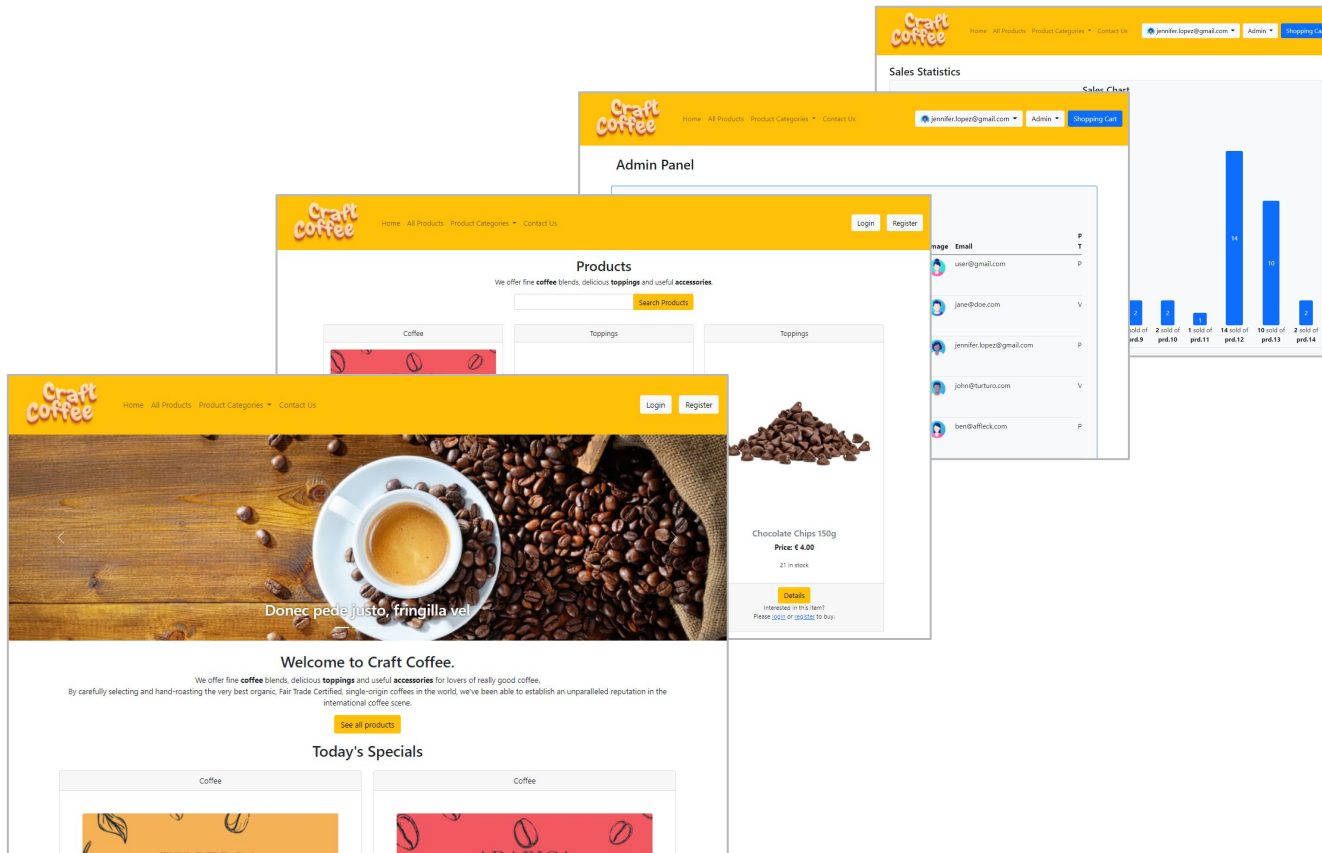 Craft
Coffee
Home All Products Product Categories Contact Us
jennifer.lopez@gmail.com
Admin
Shopping
Sales Statistics
Sales Chart
2
2
1
14
10
2
sold of
2 sold of
1 sold of
14 sold of
10 sold of
2 sold of
prd.10
prd.11
prd.12
prd.13
prd.14
Craft
Coffee
Home All Products Product Categories Contact Us
jennifer.lopez@gmail.com
Admin
Shopping Cart
Admin Panel
Email
P
T
user@gmail.com
P
jane@doe.com
V
jennifer.lopez@gmail.com
P
john@turturo.com
V
ben@affleck.com
P
Craft
Coffee
Home All Products Product Categories Contact Us
Login
Register
Products
We offer fine coffee blends, delicious toppings and useful accessories.
Search Products
Coffee
Toppings
Toppings
Chocolate Chips 150g
Price: € 4.00
21 in stock
Details
Interested in this item?
Please login or register to buy.
Craft
Coffee
Home All Products Product Categories Contact Us
Login
Register
Donec pede justo, fringilla vel
Welcome to Craft Coffee.
We offer fine coffee blends, delicious toppings and useful accessories for lovers of really good coffee.
By carefully selecting and hand-roasting the very best organic, Fair Trade Certified, single-origin coffees in the world, we've been able to establish an unparalleled reputation in the
international coffee scene.
See all products
Today's Specials
Coffee
Coffee